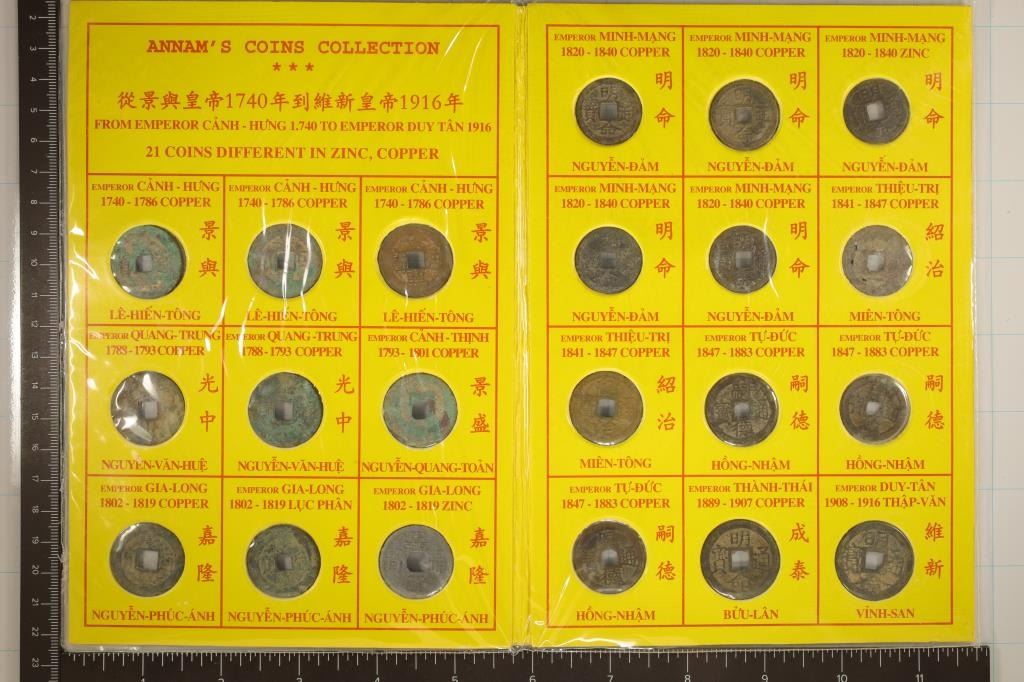 ANNAM'S COINS COLLECTION
***
從景興皇帝1740年到維新皇帝1916年
FROM EMPEROR CẢNH - HƯNG 1.740 TO EMPEROR DUY TÂN 1916
21 COINS DIFFERENT IN ZINC, COPPER
EMPEROR CẢNH - HƯNG
1740 - 1786 COPPER
景
興
LÊ-HIẾN-TÔNG
EMPEROR CẢNH - HƯNG
1740 - 1786 COPPER
景
興
LÊ-HIẾN-TÔNG
EMPEROR CẢNH - HƯNG
1740 - 1786 COPPER
景
興
LÊ-HIẾN-TÔNG
EMPEROR QUANG-TRUNG
1788 - 1793 COPPER
光
中
NGUYỄN-VĂN-HUỆ
EMPEROR QUANG-TRUNG
1788 - 1793 COPPER
光
中
NGUYỄN-VĂN-HUỆ
EMPEROR CẢNH-THỊNH
1793 - 1801 COPPER
景
盛
NGUYỄN-QUANG-TOẢN
EMPEROR GIA-LONG
1802 - 1819 COPPER
嘉
隆
NGUYỄN-PHÚC-ÁNH
EMPEROR GIA-LONG
1802 - 1819 LỤC PHÂN
嘉
隆
NGUYỄN-PHÚC-ÁNH
EMPEROR GIA-LONG
1802 - 1819 ZINC
嘉
隆
NGUYỄN-PHÚC-ÁNH
EMPEROR MINH-MẠNG
1820 - 1840 COPPER
明
命
NGUYỄN-ĐẢM
EMPEROR MINH-MẠNG
1820 - 1840 COPPER
明
命
NGUYỄN-ĐẢM
EMPEROR MINH-MẠNG
1820 - 1840 ZINC
明
命
NGUYỄN-ĐẢM
EMPEROR MINH-MẠNG
1820 - 1840 COPPER
明
命
NGUYỄN-ĐẢM
EMPEROR MINH-MẠNG
1820 - 1840 COPPER
明
命
NGUYỄN-ĐẢM
EMPEROR THIỆU-TRỊ
1841 - 1847 COPPER
紹
治
MIÊN-TÔNG
EMPEROR THIỆU-TRỊ
1841 - 1847 COPPER
紹
治
MIÊN-TÔNG
EMPEROR TỰ-ĐỨC
1847 - 1883 COPPER
嗣
德
HỒNG-NHẬM
EMPEROR TỰ-ĐỨC
1847 - 1883 COPPER
嗣
德
HỒNG-NHẬM
EMPEROR TỰ-ĐỨC
1847 - 1883 COPPER
嗣
德
HỒNG-NHẬM
EMPEROR THÀNH-THÁI
1889 - 1907 COPPER
成
泰
BỬU-LÂN
EMPEROR DUY-TÂN
1908 - 1916 THẬP-VĂN
維
新
VĨNH-SAN